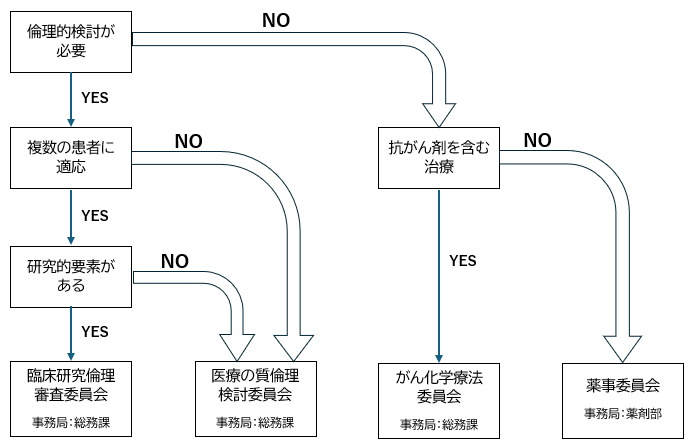 倫理的検討が
必要
NO
YES
複数の患者に
適応
NO
抗がん剤を含む
治療
NO
YES
研究的要素が
ある
NO
YES
YES
臨床研究倫理
審査委員会
事務局：総務課
医療の質倫理
検討委員会
事務局：総務課
がん化学療法
委員会
事務局：総務課
薬事委員会
事務局：薬剤部